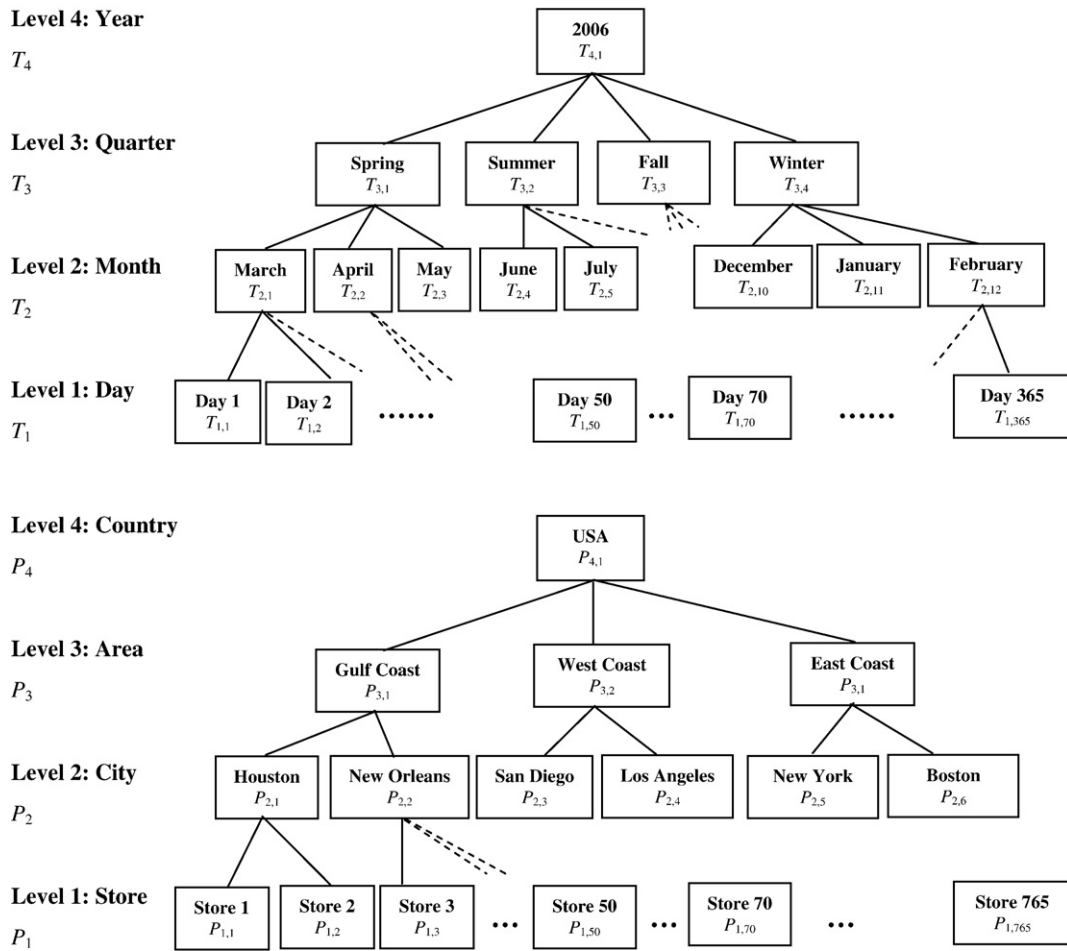 Level 4: Year
T4
2006
T4,1
Level 3: Quarter
T3
Spring
T3,1
Summer
T3,2
Fall
T3,3
Winter
T3,4
Level 2: Month
T2
March
T2,1
April
T2,2
May
T2,3
June
T2,4
July
T2,5
December
T2,10
January
T2,11
February
T2,12
Level 1: Day
T1
Day 1
T1,1
Day 2
T1,2
......
Day 50
T1,50
...
Day 70
T1,70
......
Day 365
T1,365
Level 4: Country
P4
USA
P4,1
Level 3: Area
P3
Gulf Coast
P3,1
West Coast
P3,2
East Coast
P3,1
Level 2: City
P2
Houston
P2,1
New Orleans
P2,2
San Diego
P2,3
Los Angeles
P2,4
New York
P2,5
Boston
P2,6
Level 1: Store
P1
Store 1
P1,1
Store 2
P1,2
Store 3
P1,3
...
Store 50
P1,50
...
Store 70
P1,70
...
Store 765
P1,765